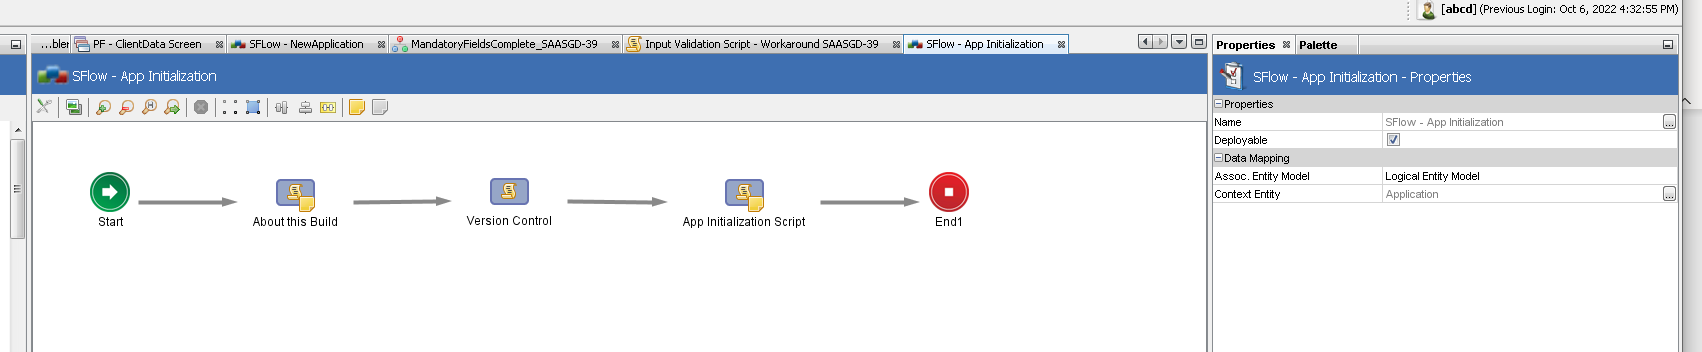 [abcd] (Previous Login: Oct 6, 2022 4:32:55 PM)
...bler
PF - ClientData Screen
SFLow - NewApplication
MandatoryFieldsComplete_SAASGD-39
Input Validation Script - Workaround SAASGD-39
SFlow - App Initialization
Properties
Palette
SFlow - App Initialization
SFlow - App Initialization - Properties
Properties
Name SFlow - App Initialization ...
Deployable
Data Mapping
Assoc. Entity Model Logical Entity Model
Context Entity Application ...
Start
About this Build
Version Control
App Initialization Script
End1